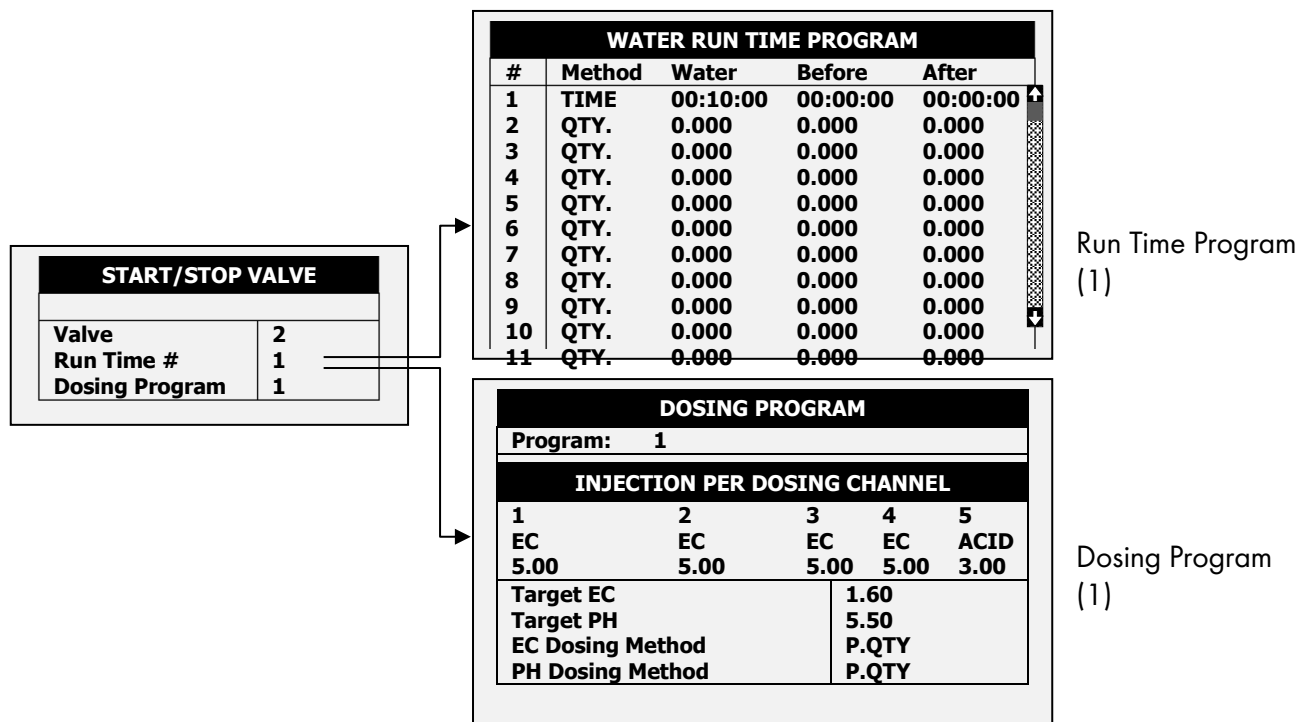 WATER RUN TIME PROGRAM
# Method Water Before After
1 TIME 00:10:00 00:00:00 00:00:00
2 QTY. 0.000 0.000 0.000
3 QTY. 0.000 0.000 0.000
4 QTY. 0.000 0.000 0.000
5 QTY. 0.000 0.000 0.000
6 QTY. 0.000 0.000 0.000
7 QTY. 0.000 0.000 0.000
8 QTY. 0.000 0.000 0.000
9 QTY. 0.000 0.000 0.000
10 QTY. 0.000 0.000 0.000
11 QTY. 0.000 0.000 0.000
Run Time Program
(1)
START/STOP VALVE
Valve 2
Run Time # 1
Dosing Program 1
DOSING PROGRAM
Program: 1
INJECTION PER DOSING CHANNEL
1 2 3 4 5
EC EC EC EC ACID
5.00 5.00 5.00 5.00 3.00
Target EC 1.60
Target PH 5.50
EC Dosing Method P.QTY
PH Dosing Method P.QTY
Dosing Program
(1)